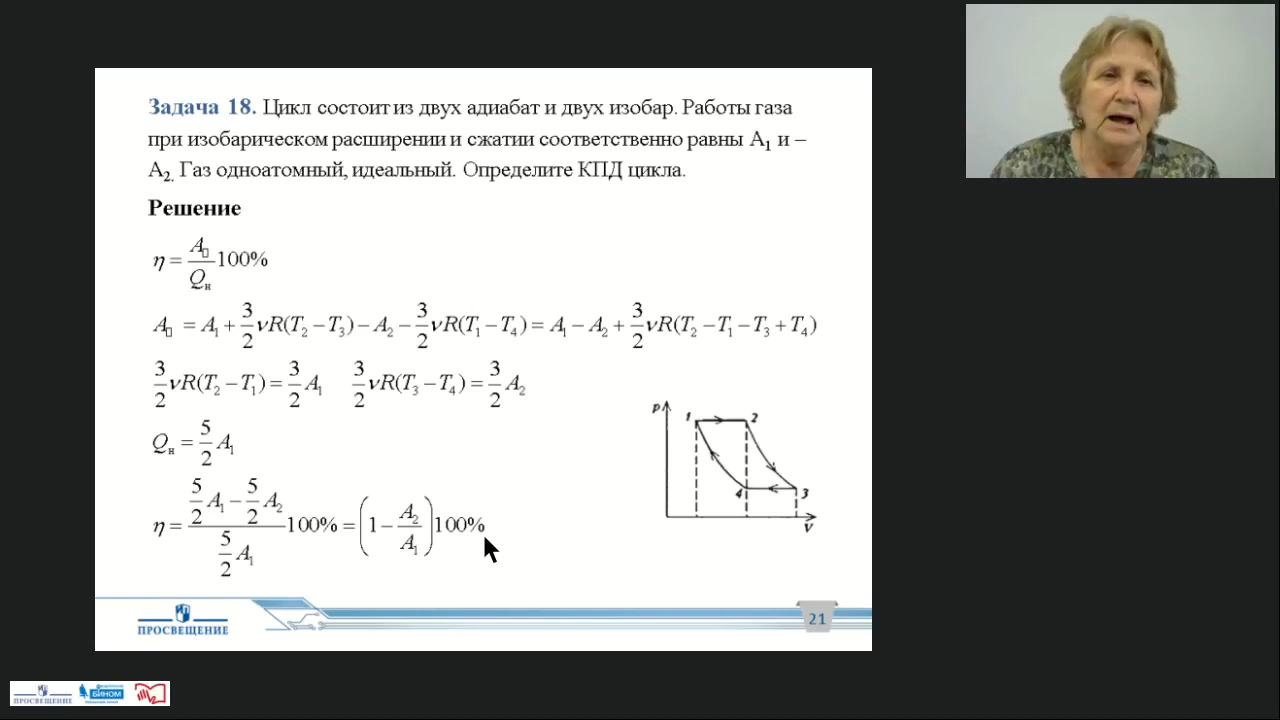 Задача 18. Цикл состоит из двух адиабат и двух изобар. Работы газа
при изобарическом расширении и сжатии соответственно равны A₁ и –
A₂. Газ одноатомный, идеальный. Определите КПД цикла.
Решение
η = A▯/Qн 100%
A▯ = A₁ + 3/2 νR(T₂ − T₃) − A₂ − 3/2 νR(T₁ − T₄) = A₁ − A₂ + 3/2 νR(T₂ − T₁ − T₃ + T₄)
3/2 νR(T₂ − T₁) = 3/2 A₁ 3/2 νR(T₃ − T₄) = 3/2 A₂
Qн = 5/2 A₁
η = (5/2 A₁ − 5/2 A₂)/(5/2 A₁) 100% = (1 − A₂/A₁) 100%
p
1
2
4
3
V
ПРОСВЕЩЕНИЕ
21
ПРОСВЕЩЕНИЕ
БИНОМ